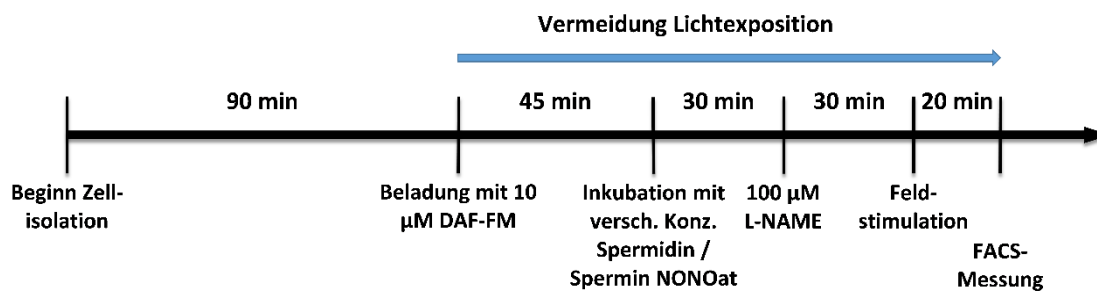 Vermeidung Lichtexposition
90 min
45 min
30 min
30 min
20 min
Beginn Zell-
isolation
Beladung mit 10
µM DAF-FM
Inkubation mit
versch. Konz.
Spermidin /
Spermin NONOat
100 µM
L-NAME
Feld-
stimulation
FACS-
Messung